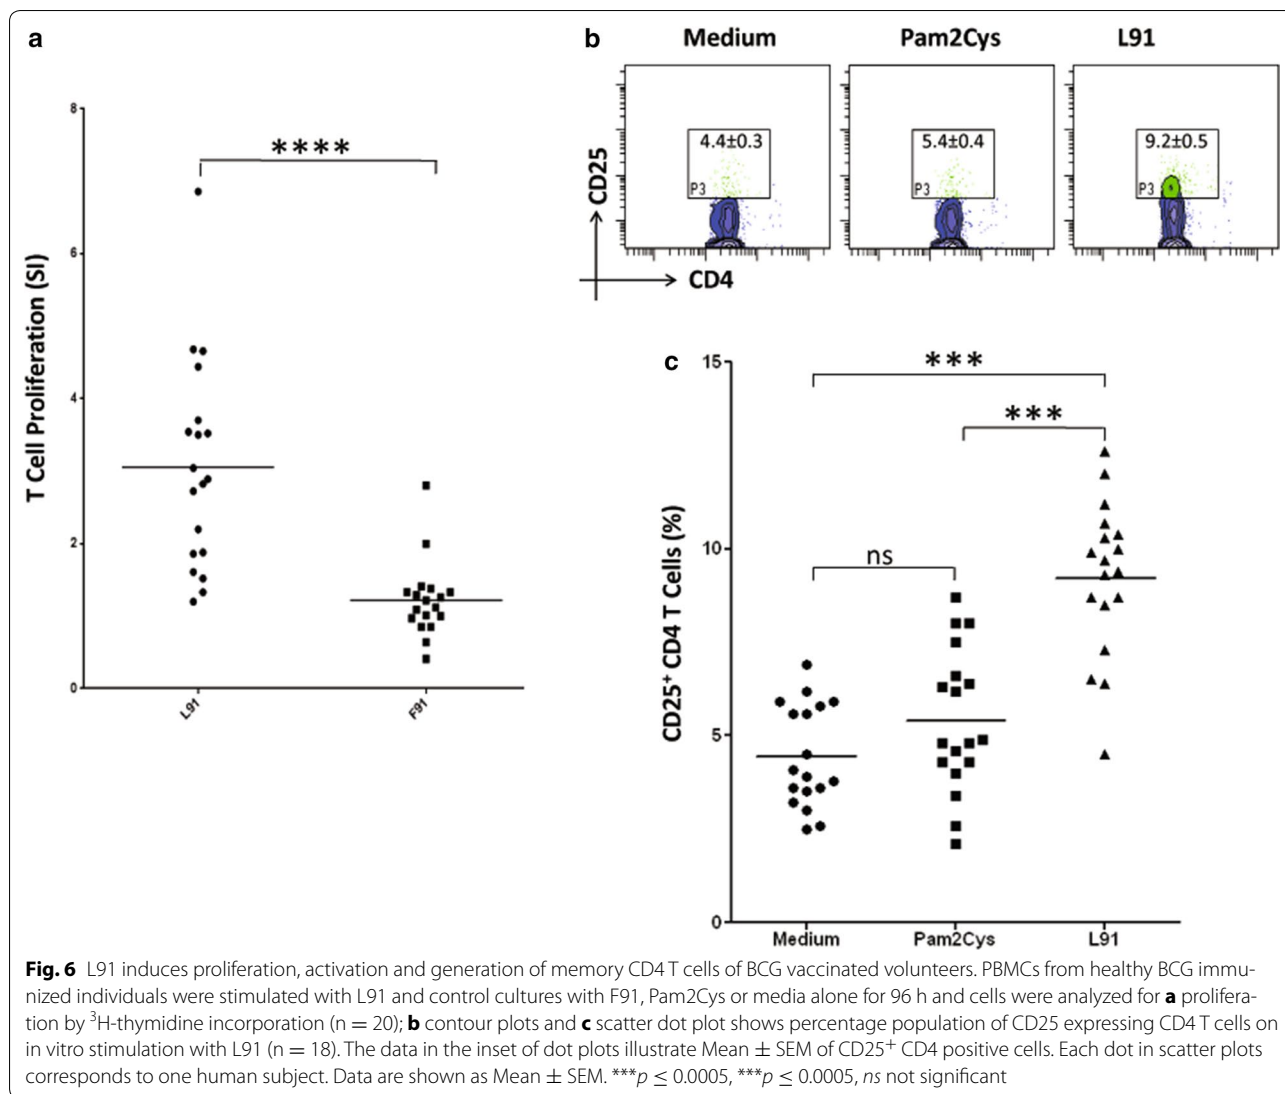 a
T Cell Proliferation (SI)
8
6
4
2
0
****
L91
F91
b
Medium
Pam2Cys
L91
CD25
4.4±0.3
P3
5.4±0.4
P3
9.2±0.5
P3
CD4
c
CD25⁺ CD4 T Cells (%)
15
10
5
0
***
***
ns
Medium
Pam2Cys
L91
Fig. 6 L91 induces proliferation, activation and generation of memory CD4 T cells of BCG vaccinated volunteers. PBMCs from healthy BCG immu-
nized individuals were stimulated with L91 and control cultures with F91, Pam2Cys or media alone for 96 h and cells were analyzed for a prolifera-
tion by ³H-thymidine incorporation (n = 20); b contour plots and c scatter dot plot shows percentage population of CD25 expressing CD4 T cells on
in vitro stimulation with L91 (n = 18). The data in the inset of dot plots illustrate Mean ± SEM of CD25⁺ CD4 positive cells. Each dot in scatter plots
corresponds to one human subject. Data are shown as Mean ± SEM. ***p ≤ 0.0005, ***p ≤ 0.0005, ns not significant